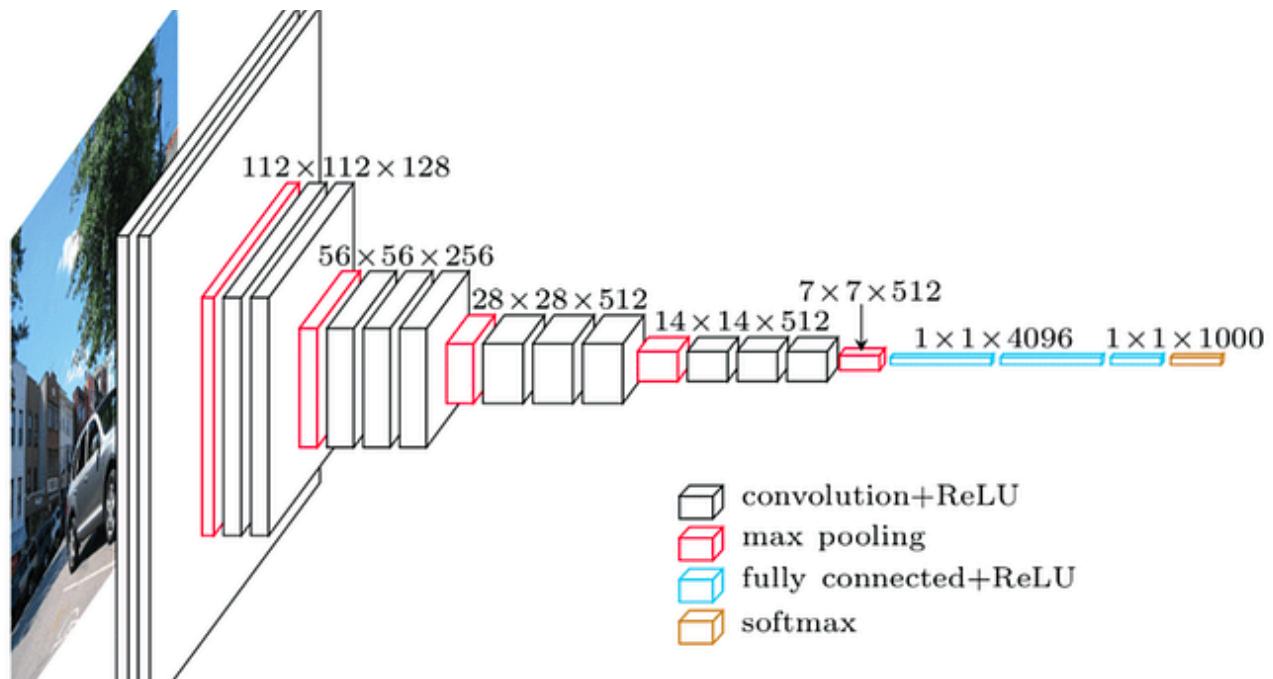 112×112×128
56×56×256
28×28×512
14×14×512
7×7×512
1×1×4096
1×1×1000
convolution+ReLU
max pooling
fully connected+ReLU
softmax